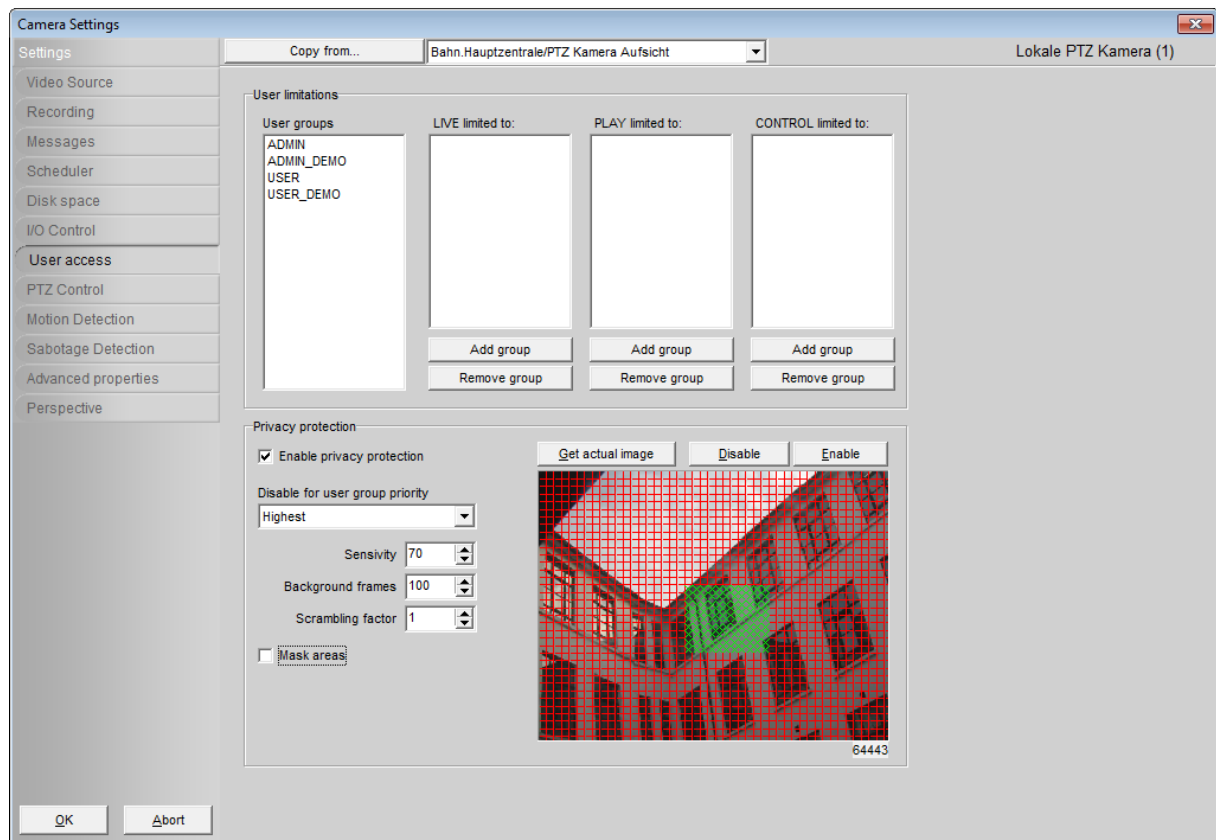 Camera Settings
Settings
Copy from...
Bahn.Hauptzentrale/PTZ Kamera Aufsicht
Lokale PTZ Kamera (1)
Video Source
Recording
Messages
Scheduler
Disk space
I/O Control
User access
PTZ Control
Motion Detection
Sabotage Detection
Advanced properties
Perspective
User limitations
User groups
LIVE limited to:
PLAY limited to:
CONTROL limited to:
ADMIN
ADMIN_DEMO
USER
USER_DEMO
Add group
Add group
Add group
Remove group
Remove group
Remove group
Privacy protection
Enable privacy protection
Get actual image
Disable
Enable
Disable for user group priority
Highest
Sensivity 70
Background frames 100
Scrambling factor 1
Mask areas
64443
OK
Abort